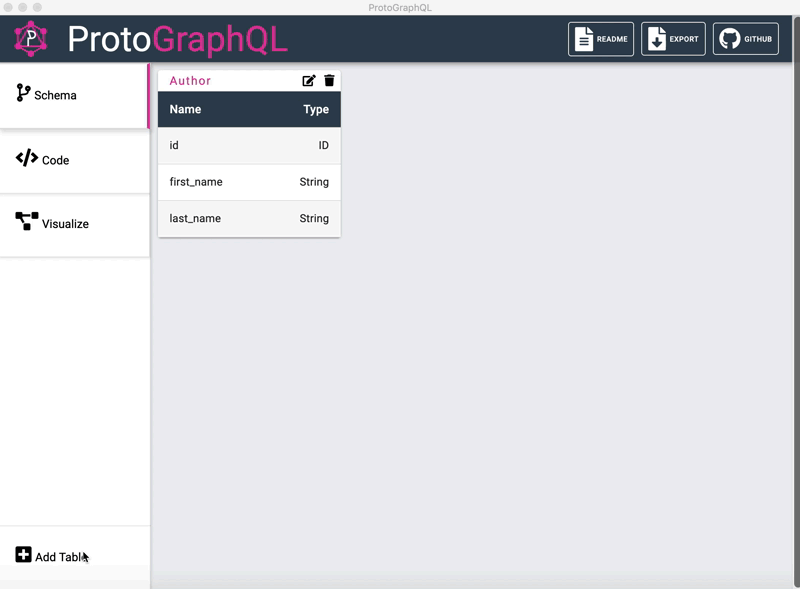 ProtoGraphQL
ProtoGraphQL
README
EXPORT
GITHUB
Schema
Code
Visualize
Add Table
Author
Name Type
id ID
first_name String
last_name String